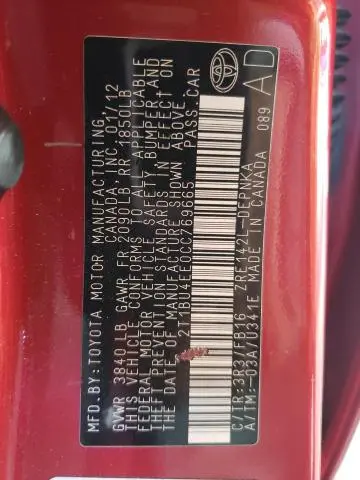 MFD.BY:TOYOTA MOTOR MANUFACTURING
CANADA INC. 01/12
GVWR 3840LB GAWR FR 2090LB RR 1850LB
THIS VEHICLE CONFORMS TO ALL APPLICABLE
FEDERAL MOTOR VEHICLE SAFETY, BUMPER, AND
THEFT PREVENTION STANDARDS IN EFFECT ON
THE DATE OF MANUFACTURE SHOWN ABOVE.
2T1BU4EE0CC769665 PASS.CAR
C/TR:3R3/FB16 ZRE142L-DEPNKA
A/TM:-03A/U341E MADE IN CANADA 089
AD